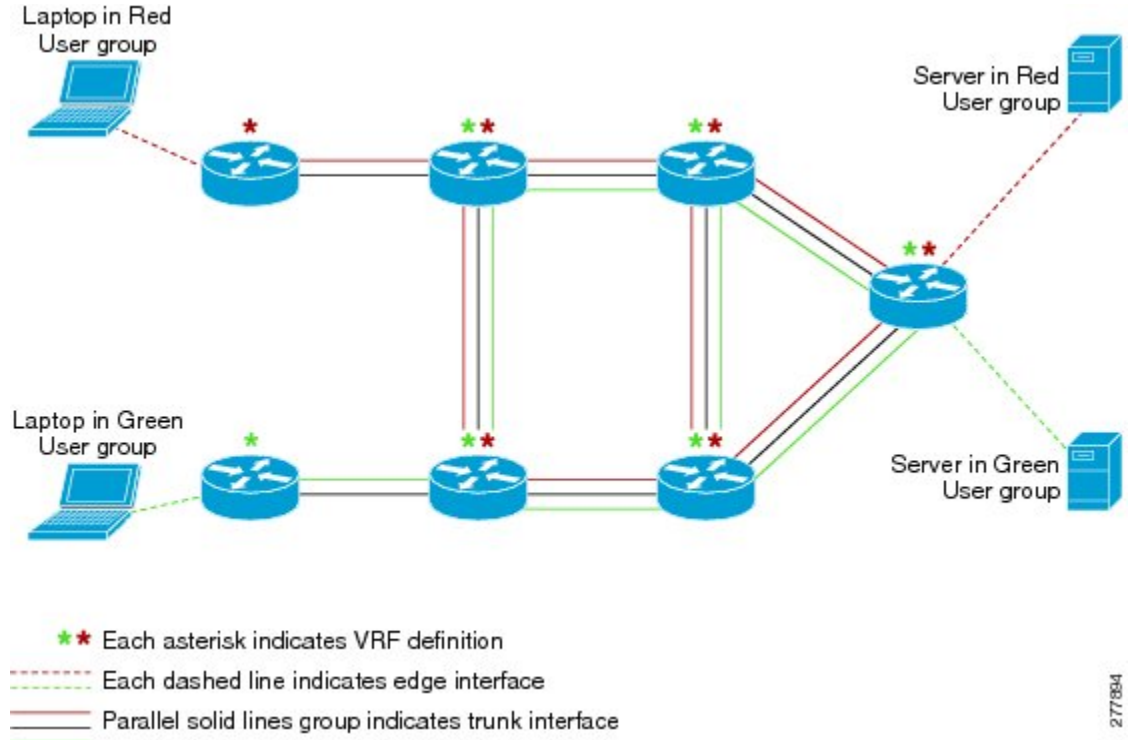 Laptop in Red
User group
Server in Red
User group
Laptop in Green
User group
Server in Green
User group
** Each asterisk indicates VRF definition
Each dashed line indicates edge interface
Parallel solid lines group indicates trunk interface
277894